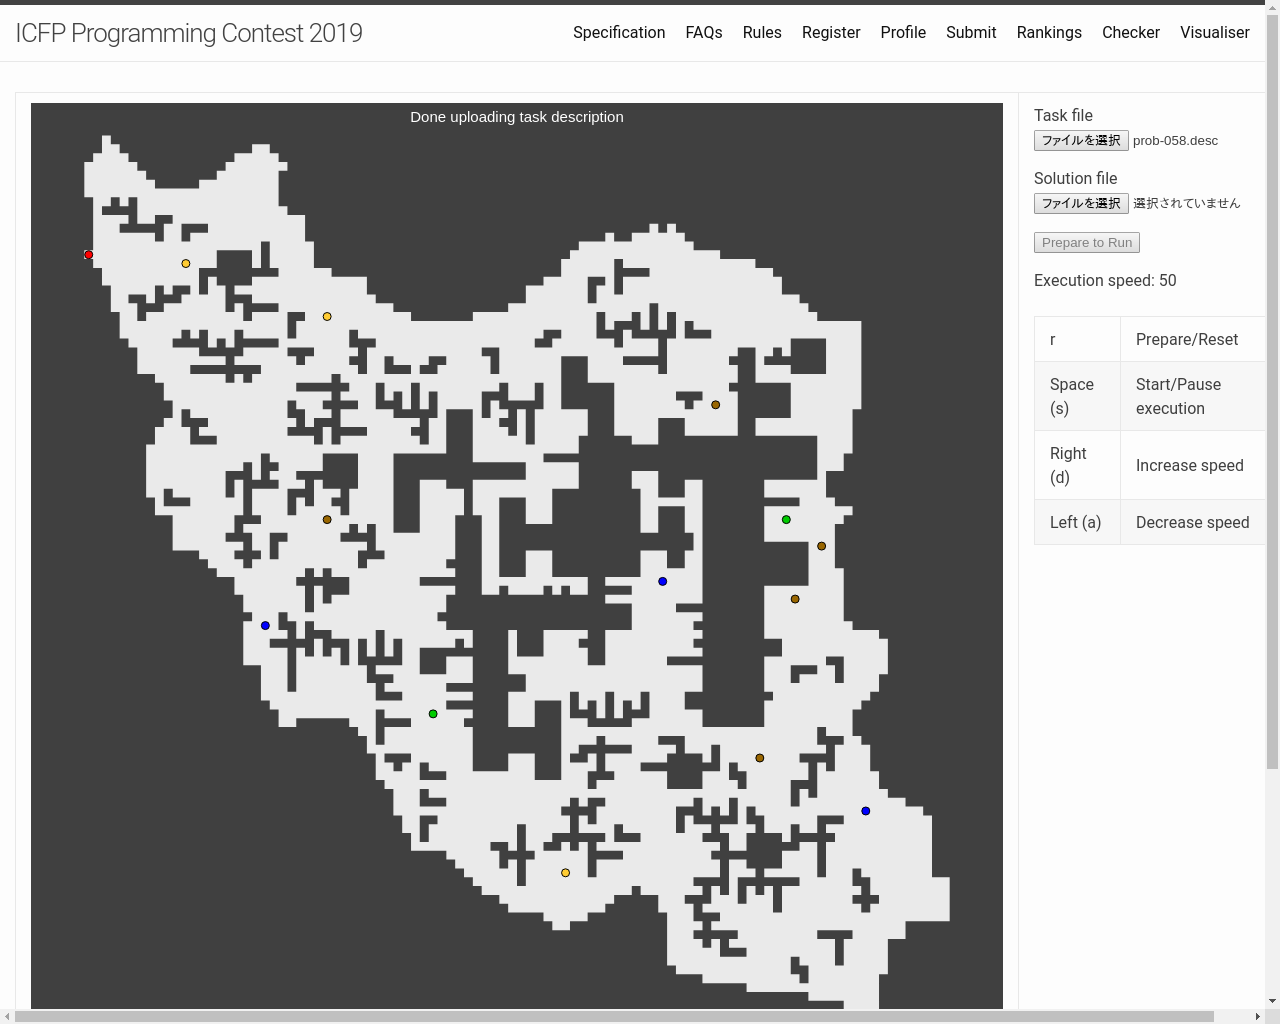 ICFP Programming Contest 2019
Specification FAQs Rules Register Profile Submit Rankings Checker Visualiser
Done uploading task description
Task file
ファイルを選択 prob-058.desc
Solution file
ファイルを選択 選択されていません
Prepare to Run
Execution speed: 50
r Prepare/Reset
Space (s) Start/Pause execution
Right (d) Increase speed
Left (a) Decrease speed